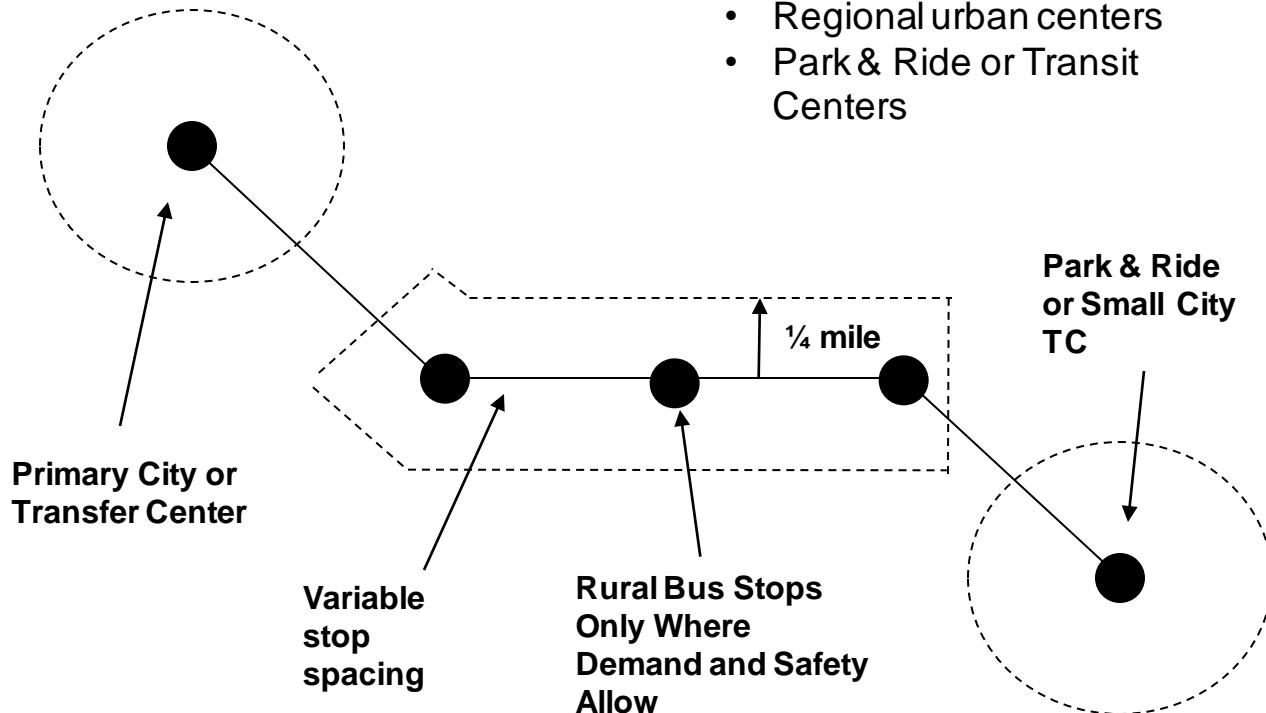 • Regional urban centers
• Park & Ride or Transit
Centers
Park & Ride
or Small City
TC
¼ mile
Primary City or
Transfer Center
Variable
stop
spacing
Rural Bus Stops
Only Where
Demand and Safety
Allow